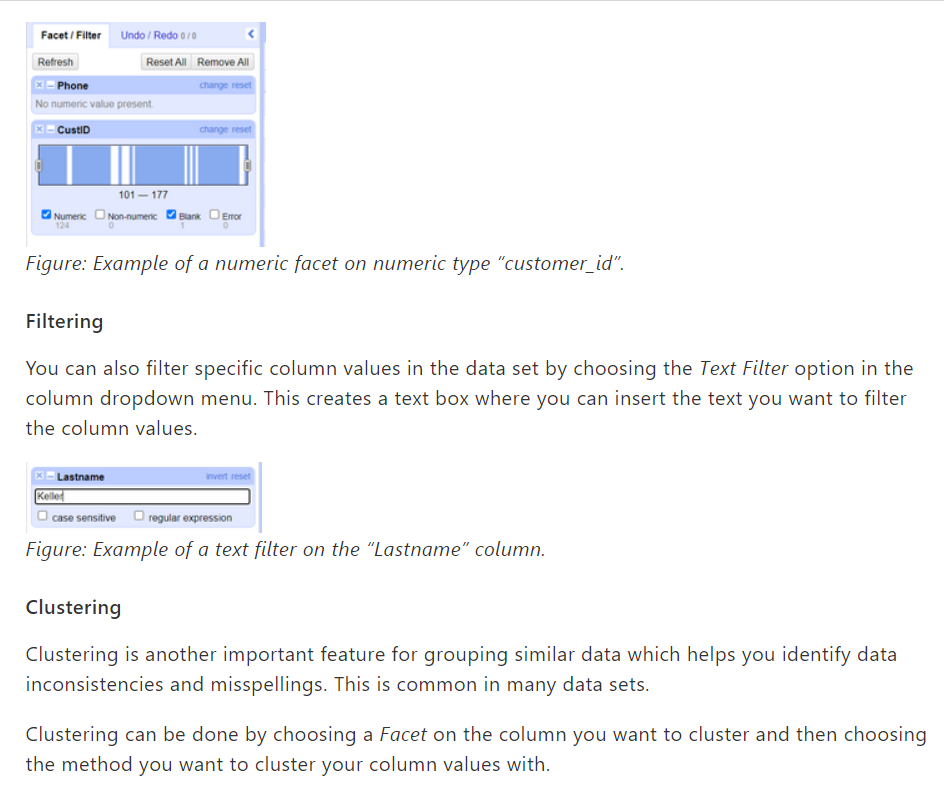 Facet / Filter Undo / Redo 0 / 0
Refresh Reset All Remove All
Phone change reset
No numeric value present.
CustID change reset
101 — 177
Numeric Non-numeric Blank Error
124 0 1 0
Figure: Example of a numeric facet on numeric type “customer_id”.
Filtering
You can also filter specific column values in the data set by choosing the Text Filter option in the
column dropdown menu. This creates a text box where you can insert the text you want to filter
the column values.
Lastname invert reset
Keller
case sensitive regular expression
Figure: Example of a text filter on the “Lastname” column.
Clustering
Clustering is another important feature for grouping similar data which helps you identify data
inconsistencies and misspellings. This is common in many data sets.
Clustering can be done by choosing a Facet on the column you want to cluster and then choosing
the method you want to cluster your column values with.